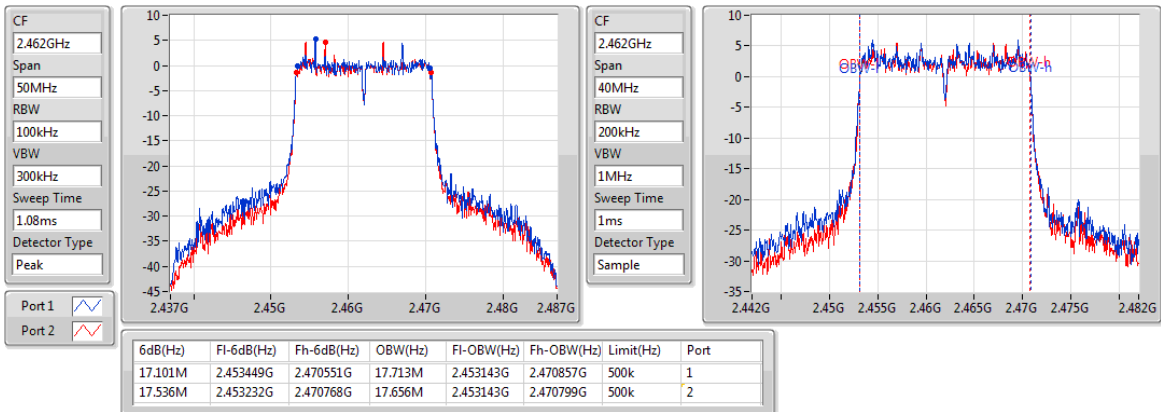 CF
2.462GHz
Span
50MHz
RBW
100kHz
VBW
300kHz
Sweep Time
1.08ms
Detector Type
Peak
Port 1
Port 2
10
5
0
-5
-10
-15
-20
-25
-30
-35
-40
-45
2.437G 2.45G 2.46G 2.47G 2.48G 2.487G
CF
2.462GHz
Span
40MHz
RBW
200kHz
VBW
1MHz
Sweep Time
1ms
Detector Type
Sample
10
5
0
-5
-10
-15
-20
-25
-30
-35
OBW-l OBW-h
OBW-l OBW-h
2.442G 2.45G 2.455G 2.46G 2.465G 2.47G 2.475G 2.482G
6dB(Hz) Fl-6dB(Hz) Fh-6dB(Hz) OBW(Hz) Fl-OBW(Hz) Fh-OBW(Hz) Limit(Hz) Port
17.101M 2.453449G 2.470551G 17.713M 2.453143G 2.470857G 500k 1
17.536M 2.453232G 2.470768G 17.656M 2.453143G 2.470799G 500k 2